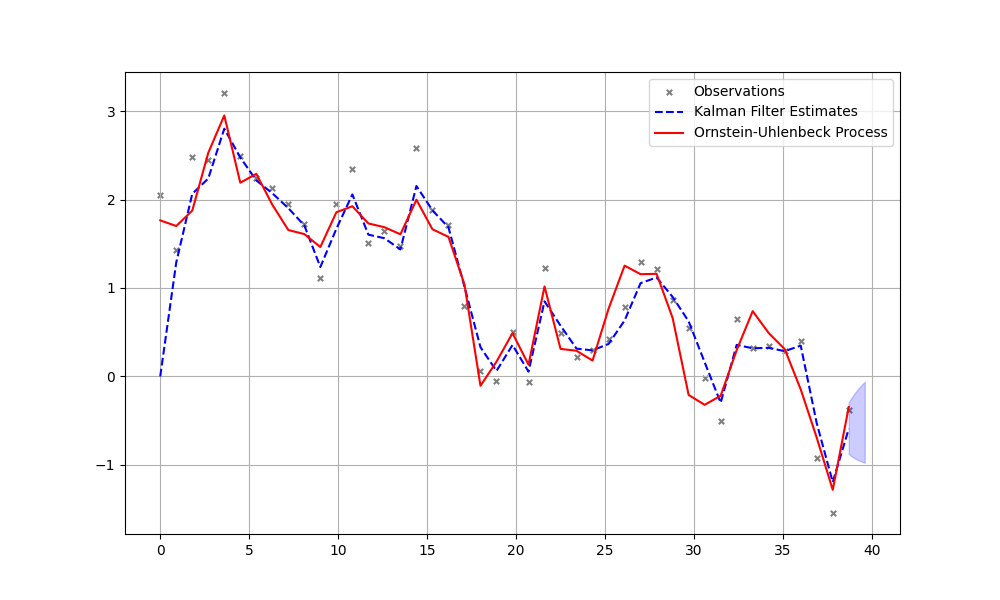 Observations
Kalman Filter Estimates
Ornstein-Uhlenbeck Process
3
2
1
0
−1
0 5 10 15 20 25 30 35 40